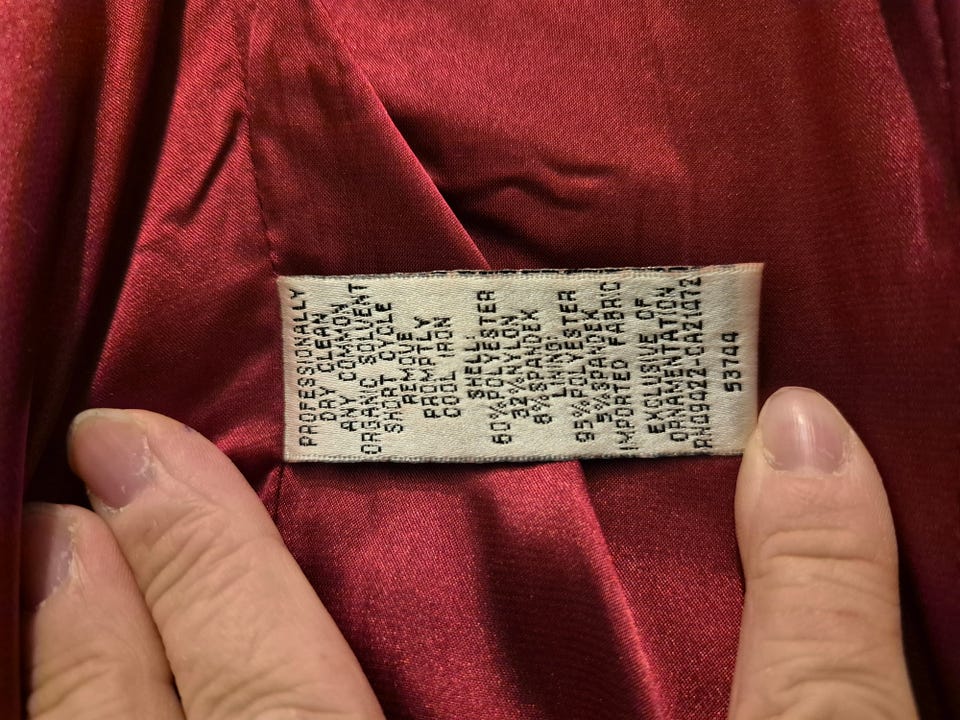 PROFESSIONALLY
DRY CLEAN
ANY COMMON
ORGANIC SOLVENT
SHORT CYCLE
REMOVE
PROMPTLY
COOL IRON
SHELL:
60%POLYESTER
32%NYLON
8%SPANDEX
LINING:
95%POLYESTER
5%SPANDEX
IMPORTED FABRIC
EXCLUSIVE OF
ORNAMENTATION
53744